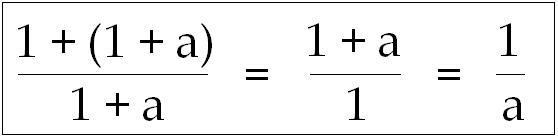 1 + (1 + a) / 1 + a = 1 + a / 1 = 1 / a